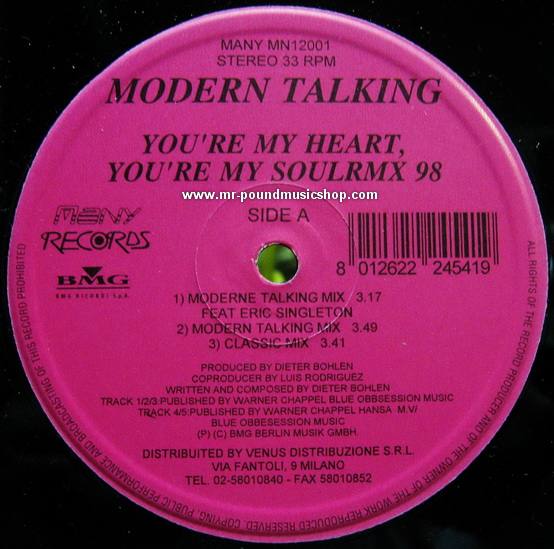 MANY MN12001
STEREO 33 RPM
MODERN TALKING
YOU'RE MY HEART,
YOU'RE MY SOULRMX 98
www.mr-poundmusicshop.com
SIDE A
MANY
RECORDS
BMG
BMG RICORDI S.p.A.
8 012622 245419
1) MODERNE TALKING MIX 3.17
FEAT ERIC SINGLETON
2) MODERN TALKING MIX 3.49
3) CLASSIC MIX 3.41
PRODUCED BY DIETER BOHLEN
COPRODUCER BY LUIS RODRIGUEZ
WRITTEN AND COMPOSED BY DIETER BOHLEN
TRACK 1/2/3:PUBLISHED BY WARNER CHAPPEL BLUE OBBSESSION MUSIC
TRACK 4/5:PUBLISHED BY WARNER CHAPPEL HANSA M.V/
BLUE OBBESESSION MUSIC
(P) (C) BMG BERLIN MUSIK GMBH.
DISTRIBUITED BY VENUS DISTRIBUZIONE S.R.L.
VIA FANTOLI, 9 MILANO
TEL. 02-58010840 - FAX 58010852
ALL RIGHTS OF THE RECORD PRODUCER AND OF THE OWNER OF THE WORK REPRODUCED RESERVED. COPYING, PUBLIC PERFORMANCE AND BROADCASTING OF THIS RECORD PROHIBITED